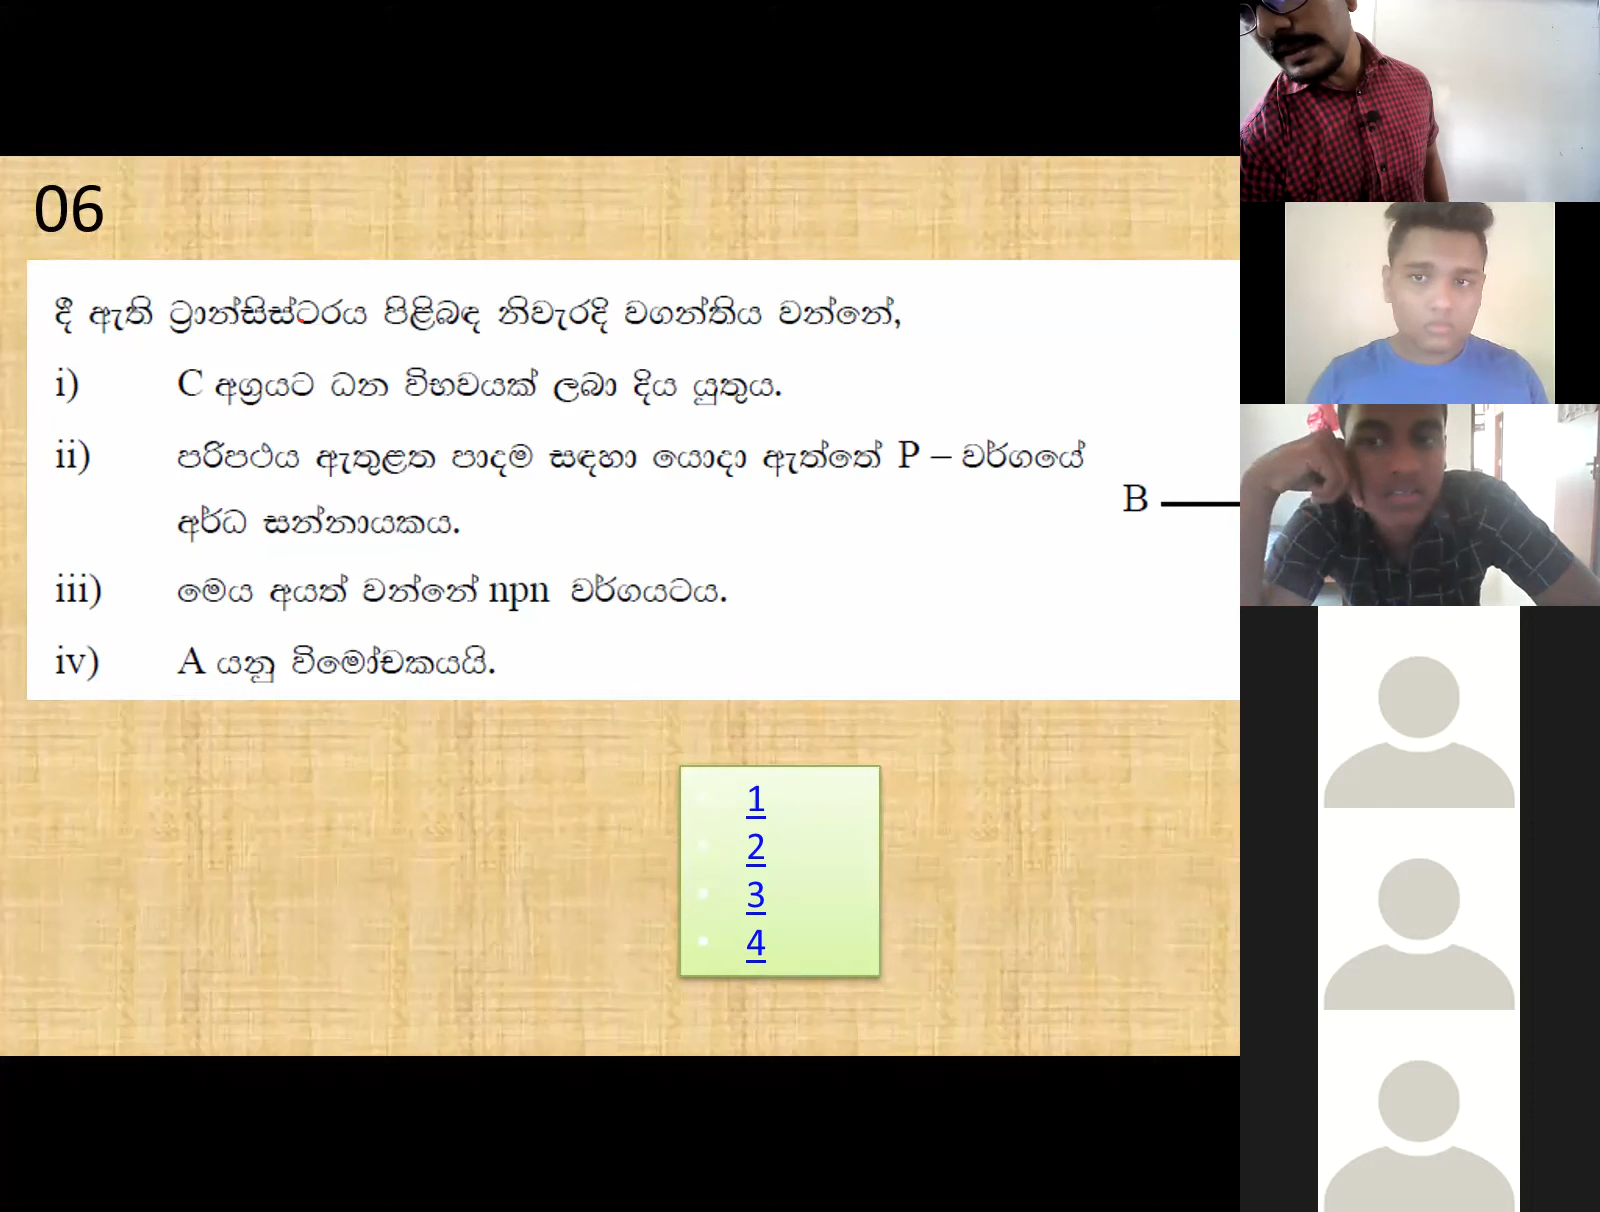 06
දී ඇති ට්‍රාන්සිස්ටරය පිළිබඳ නිවැරදි වගන්තිය වන්නේ,
i) C අග්‍රයට ධන විභවයක් ලබා දිය යුතුය.
ii) පරිපථය ඇතුළත පාදම සඳහා යොදා ඇත්තේ P – වර්ගයේ
අර්ධ සන්නායකය.
B
iii) මෙය අයත් වන්නේ npn වර්ගයටය.
iv) A යනු විමෝචකයයි.
1
2
3
4